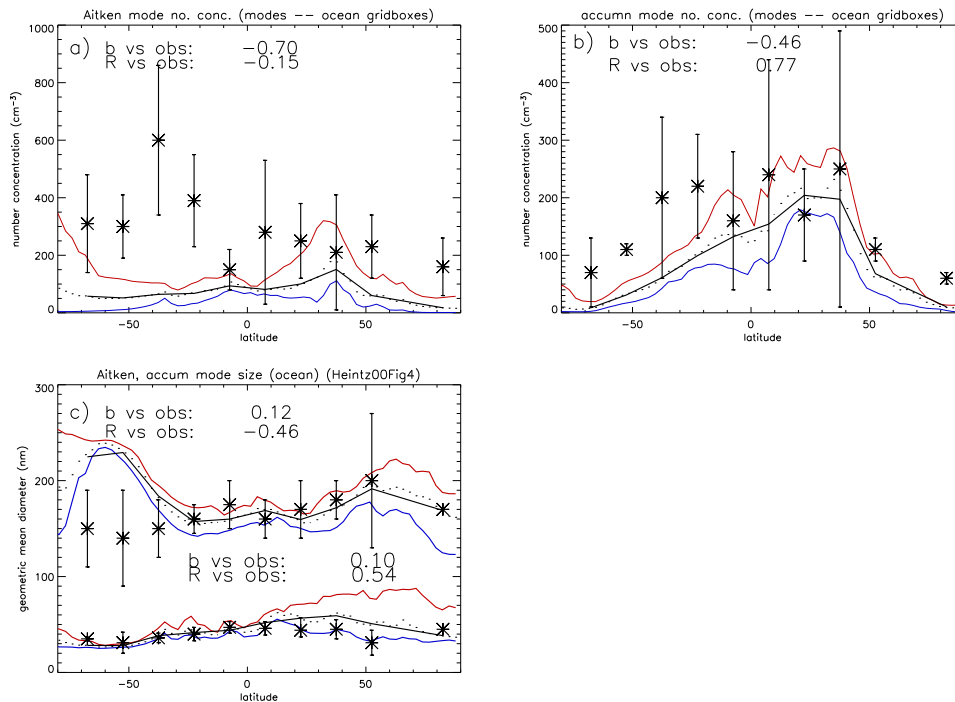 Aitken mode no. conc. (modes -- ocean gridboxes)
a) b vs obs: -0.70
R vs obs: -0.15
number concentration (cm-3)
1000
800
600
400
200
0
-50 0 50
latitude
accumn mode no. conc. (modes -- ocean gridboxes)
b) b vs obs: -0.46
R vs obs: 0.77
number concentration (cm-3)
500
400
300
200
100
0
-50 0 50
latitude
Aitken, accum mode size (ocean) (Heintz00Fig4)
c) b vs obs: 0.12
R vs obs: -0.46
b vs obs: 0.10
R vs obs: 0.54
geometric mean diameter (nm)
300
200
100
0
-50 0 50
latitude